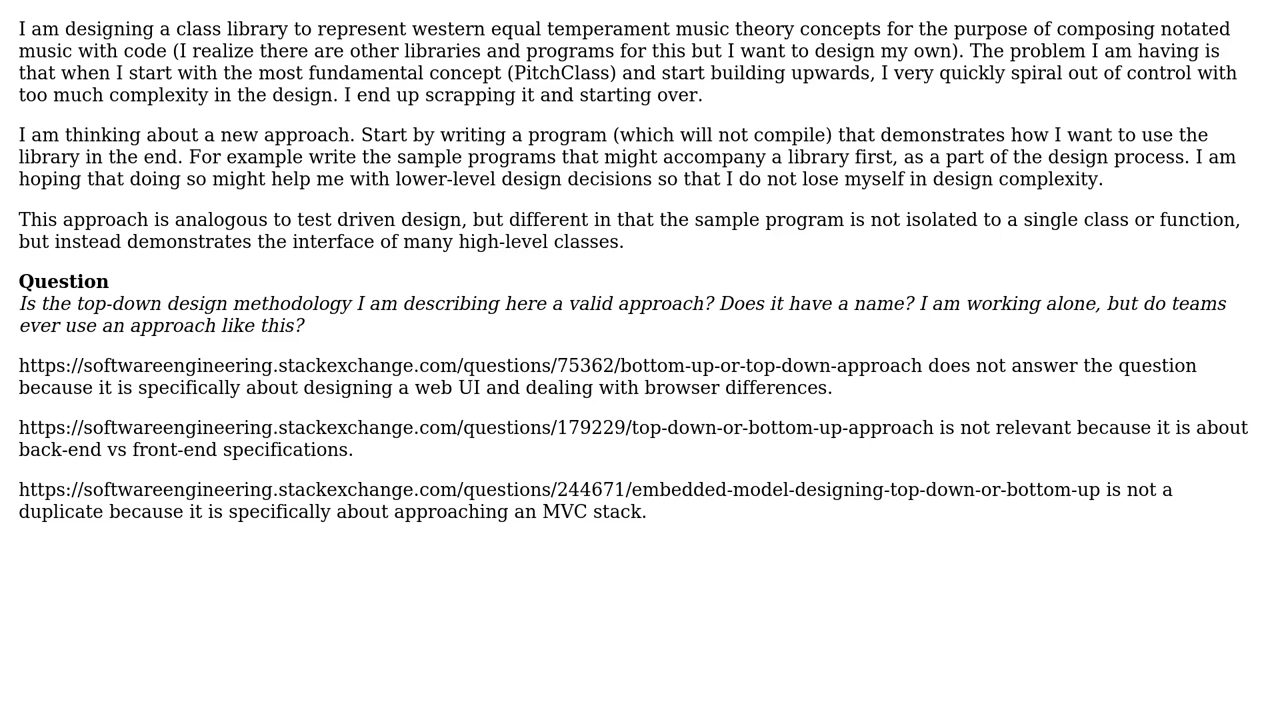 I am designing a class library to represent western equal temperament music theory concepts for the purpose of composing notated
music with code (I realize there are other libraries and programs for this but I want to design my own). The problem I am having is
that when I start with the most fundamental concept (PitchClass) and start building upwards, I very quickly spiral out of control with
too much complexity in the design. I end up scrapping it and starting over.
I am thinking about a new approach. Start by writing a program (which will not compile) that demonstrates how I want to use the
library in the end. For example write the sample programs that might accompany a library first, as a part of the design process. I am
hoping that doing so might help me with lower-level design decisions so that I do not lose myself in design complexity.
This approach is analogous to test driven design, but different in that the sample program is not isolated to a single class or function,
but instead demonstrates the interface of many high-level classes.
Question
Is the top-down design methodology I am describing here a valid approach? Does it have a name? I am working alone, but do teams
ever use an approach like this?
https://softwareengineering.stackexchange.com/questions/75362/bottom-up-or-top-down-approach does not answer the question
because it is specifically about designing a web UI and dealing with browser differences.
https://softwareengineering.stackexchange.com/questions/179229/top-down-or-bottom-up-approach is not relevant because it is about
back-end vs front-end specifications.
https://softwareengineering.stackexchange.com/questions/244671/embedded-model-designing-top-down-or-bottom-up is not a
duplicate because it is specifically about approaching an MVC stack.